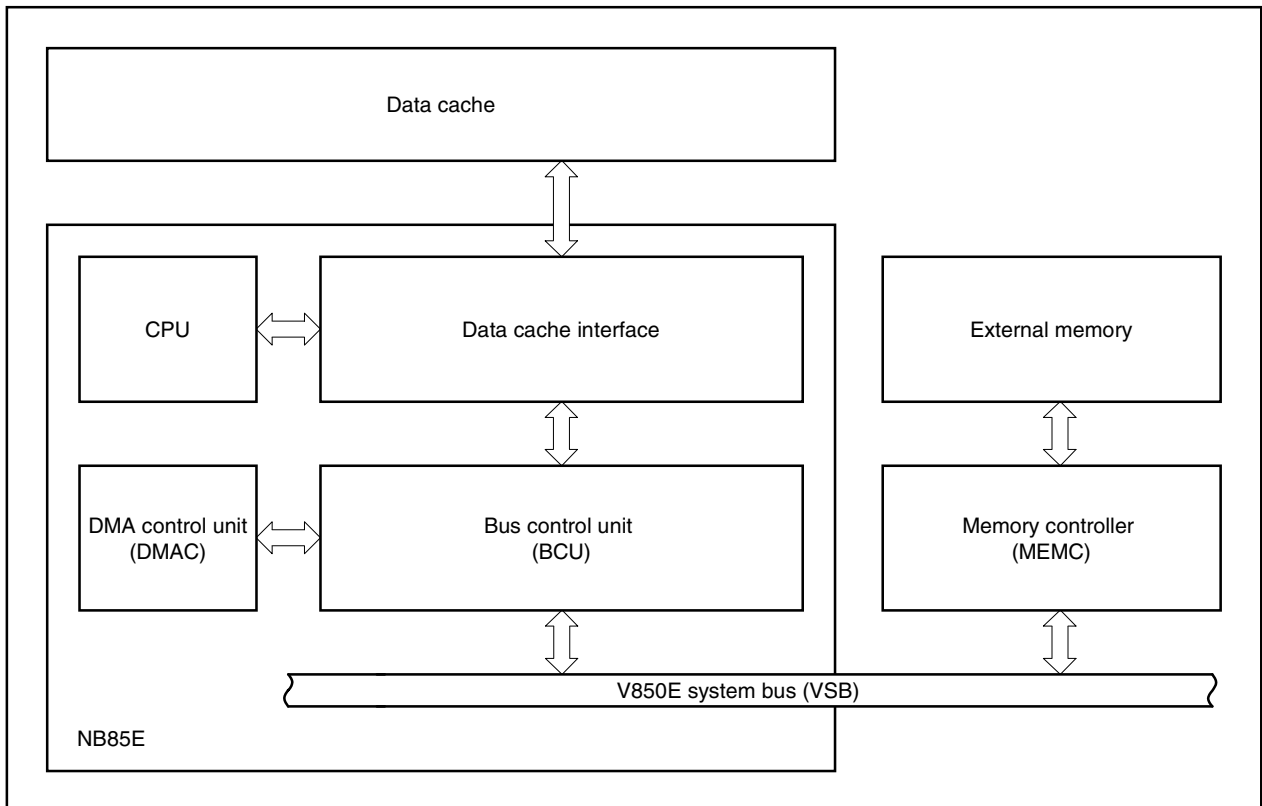 Data cache
CPU
Data cache interface
External memory
DMA control unit
(DMAC)
Bus control unit
(BCU)
Memory controller
(MEMC)
V850E system bus (VSB)
NB85E